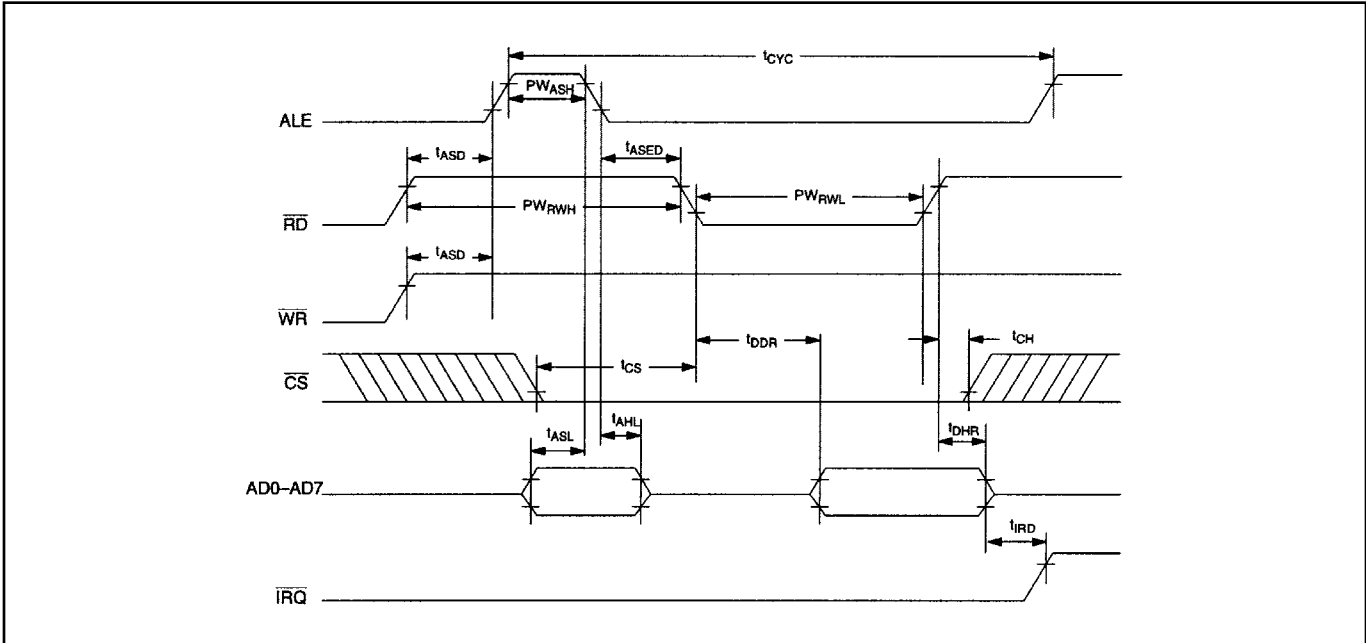 tCYC
PWASH
ALE
tASD
tASED
PWRWH
PWRWL
RD
tASD
WR
tDDR
tCH
tCS
CS
tASL
tAHL
tDHR
AD0–AD7
tIRD
IRQ